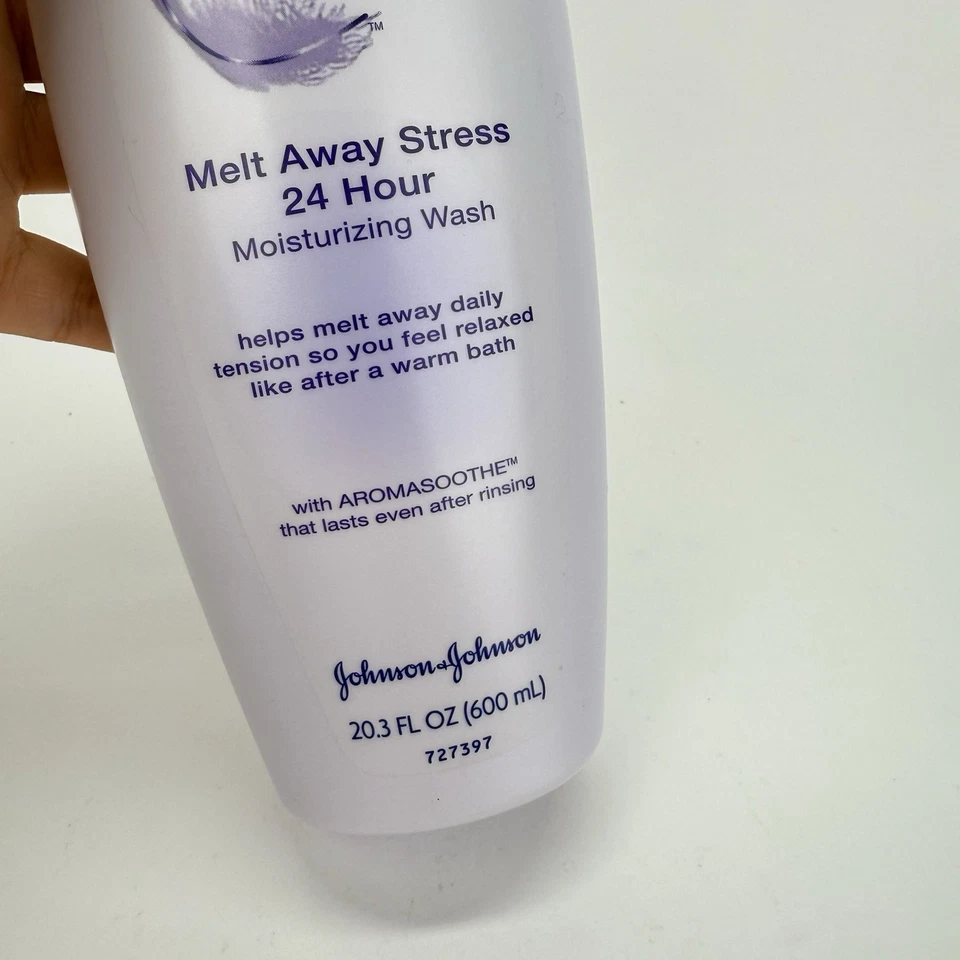 TM
Melt Away Stress
24 Hour
Moisturizing Wash
helps melt away daily
tension so you feel relaxed
like after a warm bath
with AROMASOOTHE™
that lasts even after rinsing
Johnson & Johnson
20.3 FL OZ (600 mL)
727397